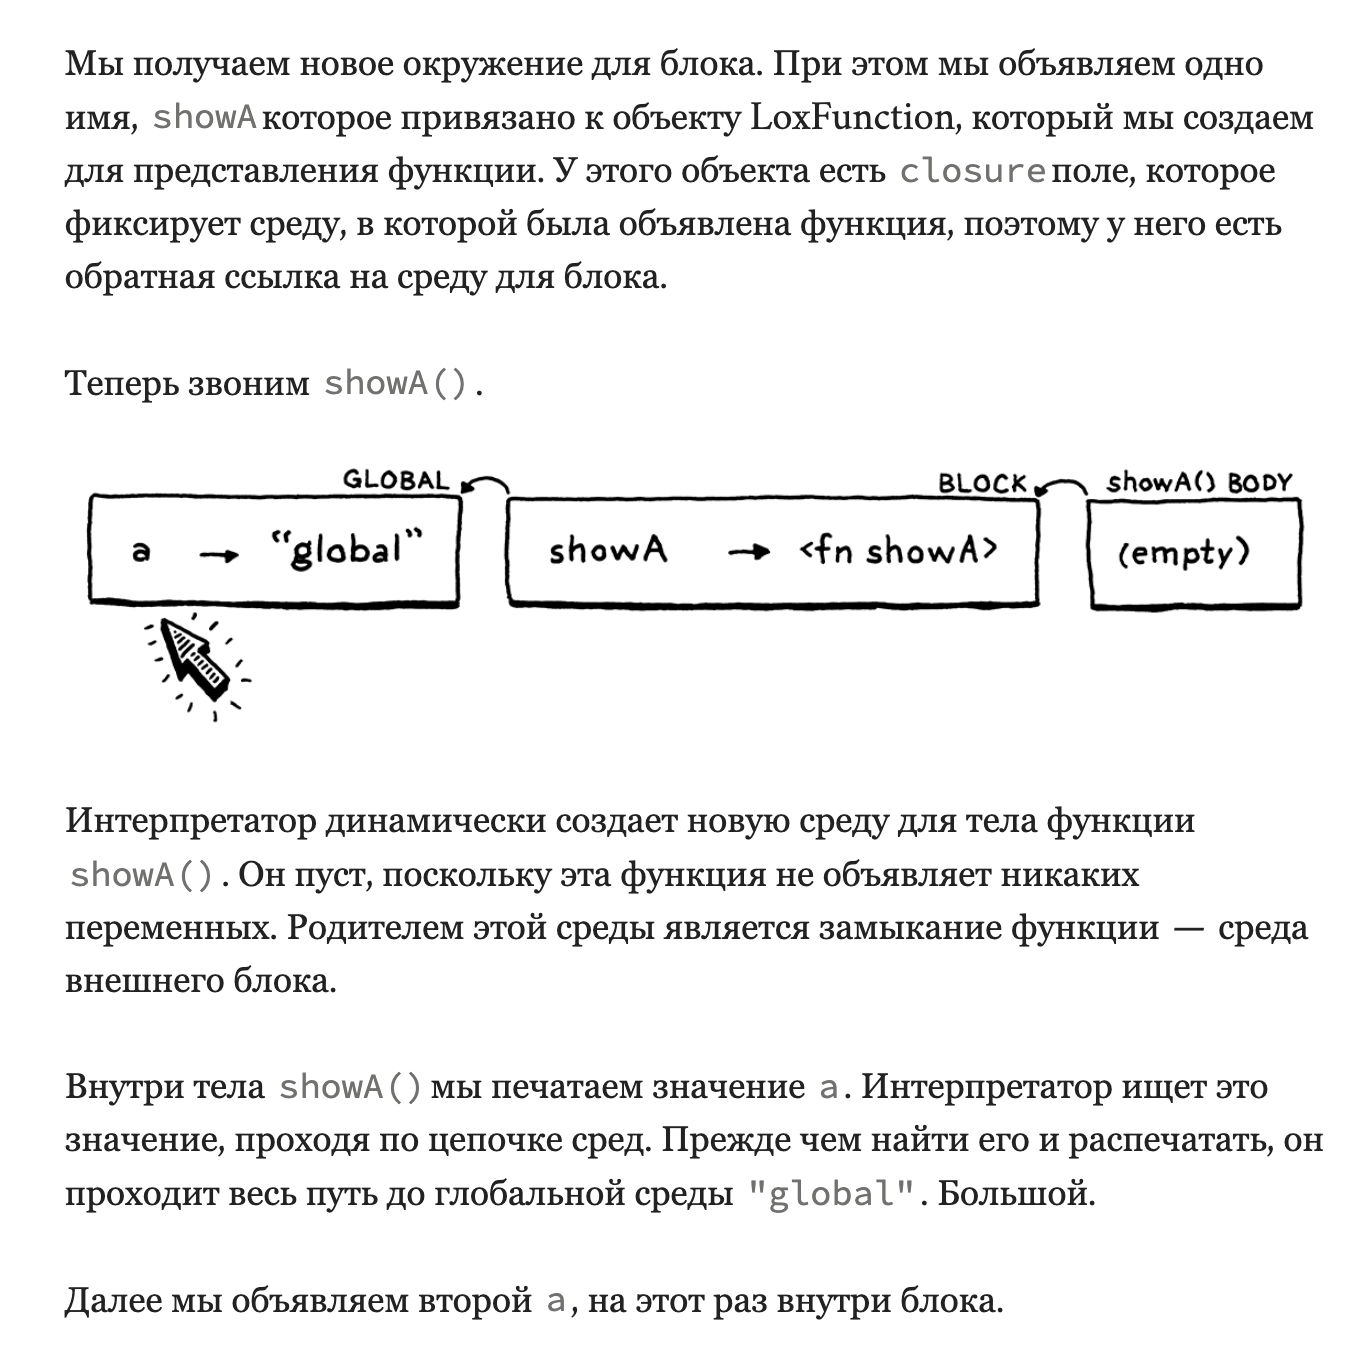 Мы получаем новое окружение для блока. При этом мы объявляем одно
имя, showA которое привязано к объекту LoxFunction, который мы создаем
для представления функции. У этого объекта есть closure поле, которое
фиксирует среду, в которой была объявлена функция, поэтому у него есть
обратная ссылка на среду для блока.
Теперь звоним showA().
GLOBAL
BLOCK
showA() BODY
a → “global”
showA → <fn showA>
(empty)
Интерпретатор динамически создает новую среду для тела функции
showA(). Он пуст, поскольку эта функция не объявляет никаких
переменных. Родителем этой среды является замыкание функции — среда
внешнего блока.
Внутри тела showA() мы печатаем значение a. Интерпретатор ищет это
значение, проходя по цепочке сред. Прежде чем найти его и распечатать, он
проходит весь путь до глобальной среды "global". Большой.
Далее мы объявляем второй a, на этот раз внутри блока.